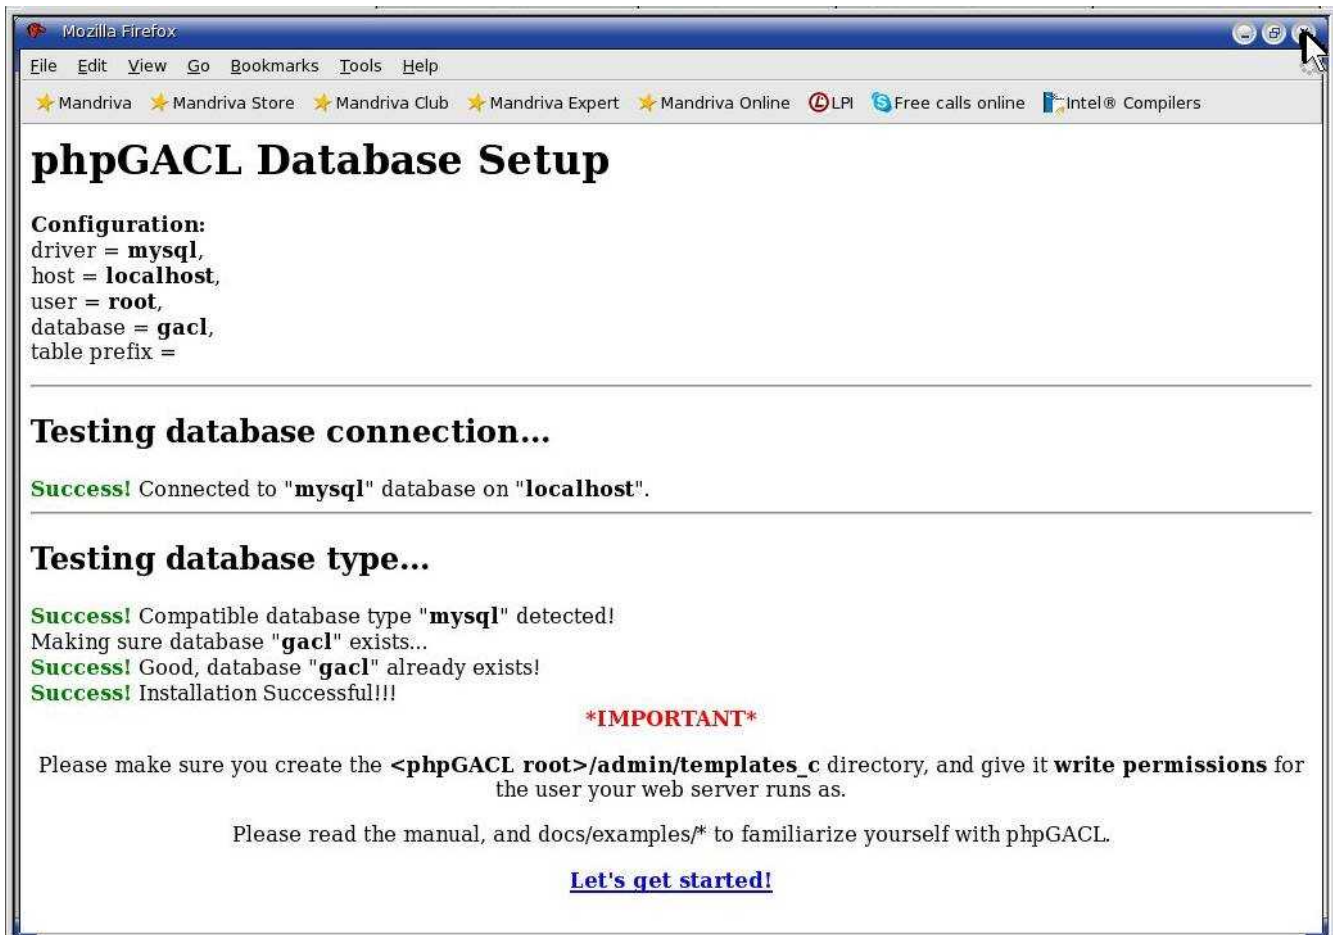 Mozilla Firefox
File Edit View Go Bookmarks Tools Help
Mandriva Mandriva Store Mandriva Club Mandriva Expert Mandriva Online LPI Free calls online Intel® Compilers
phpGACL Database Setup
Configuration:
driver = mysql,
host = localhost,
user = root,
database = gacl,
table prefix =
Testing database connection...
Success! Connected to "mysql" database on "localhost".
Testing database type...
Success! Compatible database type "mysql" detected!
Making sure database "gacl" exists...
Success! Good, database "gacl" already exists!
Success! Installation Successful!!!
*IMPORTANT*
Please make sure you create the <phpGACL root>/admin/templates_c directory, and give it write permissions for
the user your web server runs as.
Please read the manual, and docs/examples/* to familiarize yourself with phpGACL.
Let's get started!